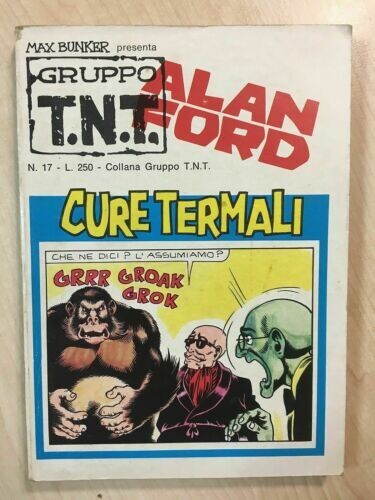 MAX BUNKER presenta
GRUPPO
T.N.T.
ALAN
FORD
N. 17 - L. 250 - Collana Gruppo T.N.T.
CURE TERMALI
CHE NE DICI? L'ASSUMIAMO?
GRRR GROAK
GROK